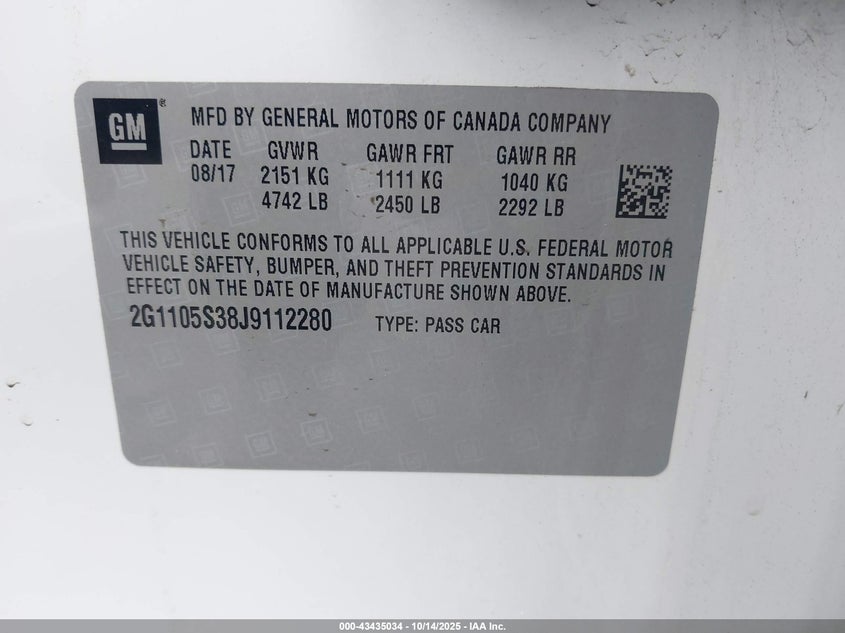 GM
MFD BY GENERAL MOTORS OF CANADA COMPANY
DATE GVWR GAWR FRT GAWR RR
08/17 2151 KG 1111 KG 1040 KG
4742 LB 2450 LB 2292 LB
THIS VEHICLE CONFORMS TO ALL APPLICABLE U.S. FEDERAL MOTOR
VEHICLE SAFETY, BUMPER, AND THEFT PREVENTION STANDARDS IN
EFFECT ON THE DATE OF MANUFACTURE SHOWN ABOVE.
2G1105S38J9112280 TYPE: PASS CAR
000-43435034 - 10/14/2025 - IAA Inc.